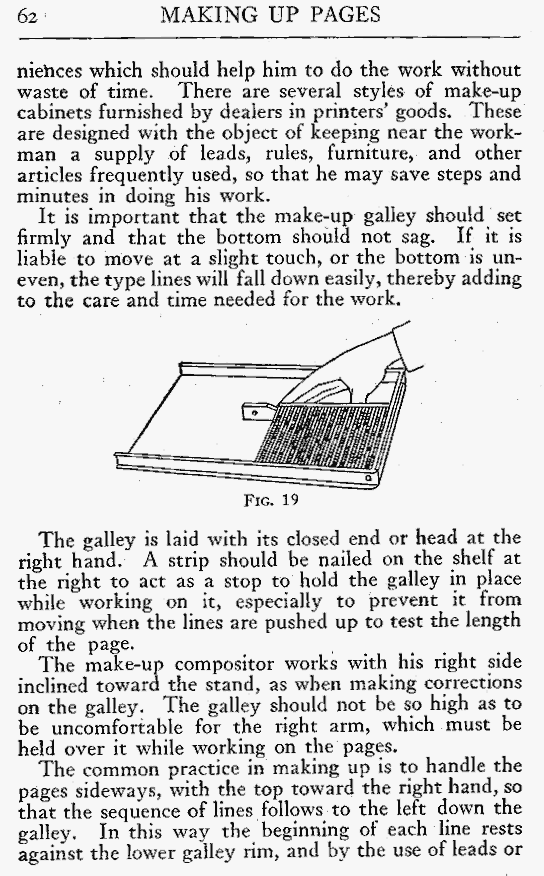 62 MAKING UP PAGES
niences which should help him to do the work without
waste of time. There are several styles of make-up
cabinets furnished by dealers in printers' goods. These
are designed with the object of keeping near the work-
man a supply of leads, rules, furniture, and other
articles frequently used, so that he may save steps and
minutes in doing his work.
It is important that the make-up galley should set
firmly and that the bottom should not sag. If it is
liable to move at a slight touch, or the bottom is un-
even, the type lines will fall down easily, thereby adding
to the care and time needed for the work.
FIG. 19
The galley is laid with its closed end or head at the
right hand. A strip should be nailed on the shelf at
the right to act as a stop to hold the galley in place
while working on it, especially to prevent it from
moving when the lines are pushed up to test the length
of the page.
The make-up compositor works with his right side
inclined toward the stand, as when making corrections
on the galley. The galley should not be so high as to
be uncomfortable for the right arm, which must be
held over it while working on the pages.
The common practice in making up is to handle the
pages sideways, with the top toward the right hand, so
that the sequence of lines follows to the left down the
galley. In this way the beginning of each line rests
against the lower galley rim, and by the use of leads or